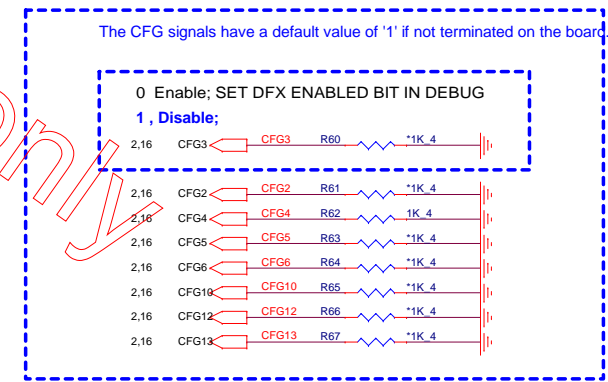 The CFG signals have a default value of '1' if not terminated on the board.
0 Enable; SET DFX ENABLED BIT IN DEBUG
1 , Disable;
2,16 CFG3 CFG3 R60 *1K_4
2,16 CFG2 CFG2 R61 *1K_4
2,16 CFG4 CFG4 R62 1K_4
2,16 CFG5 CFG5 R63 *1K_4
2,16 CFG6 CFG6 R64 *1K_4
2,16 CFG10 CFG10 R65 *1K_4
2,16 CFG12 CFG12 R66 *1K_4
2,16 CFG13 CFG13 R67 *1K_4
only